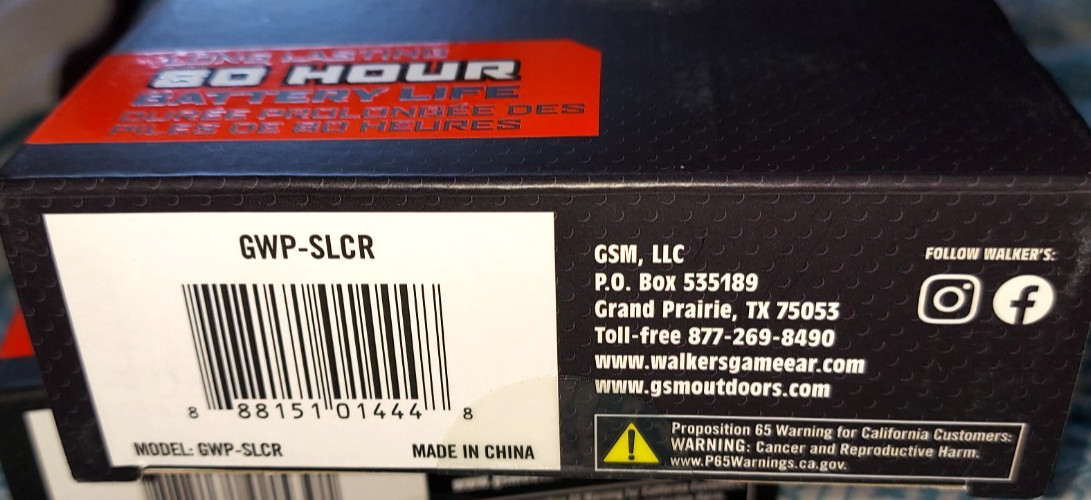 LONG LASTING
80 HOUR
BATTERY LIFE
DURÉE PROLONGÉE DES
PILES DE 80 HEURES
GWP-SLCR
8 88151 01444 8
MODEL: GWP-SLCR MADE IN CHINA
GSM, LLC
P.O. Box 535189
Grand Prairie, TX 75053
Toll-free 877-269-8490
www.walkersgameear.com
www.gsmoutdoors.com
FOLLOW WALKER'S:
Proposition 65 Warning for California Customers:
WARNING: Cancer and Reproductive Harm.
www.P65Warnings.ca.gov.